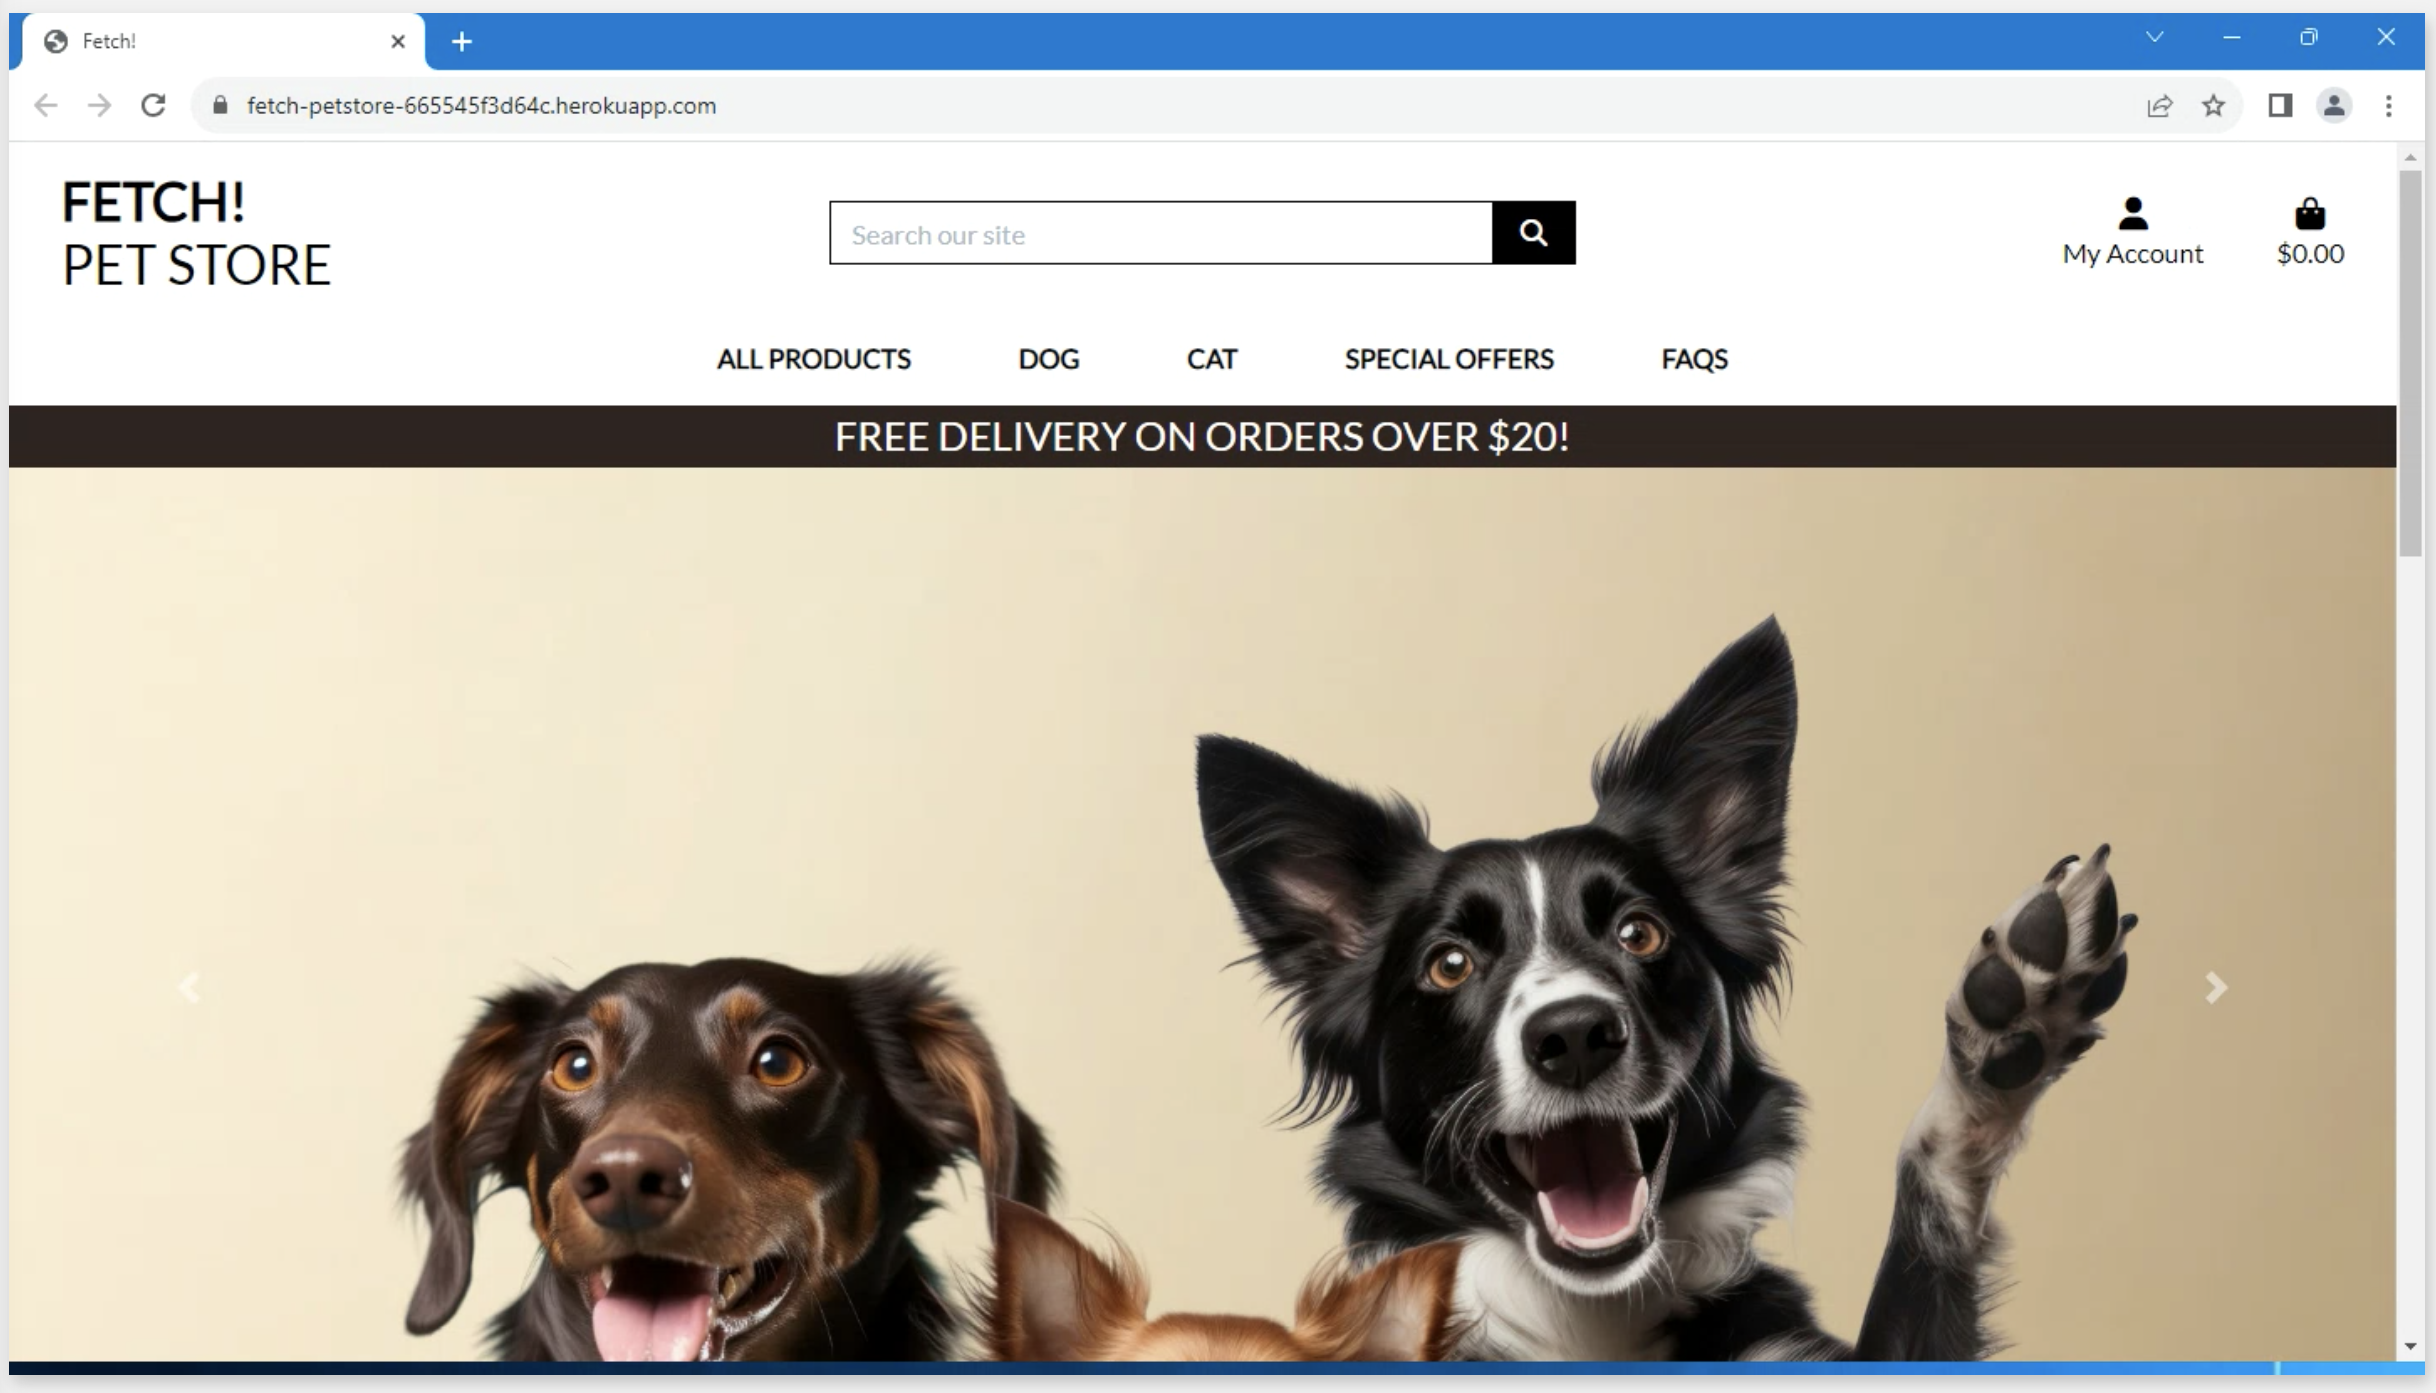 Fetch!
fetch-petstore-665545f3d64c.herokuapp.com
FETCH!
PET STORE
Search our site
My Account
$0.00
ALL PRODUCTS DOG CAT SPECIAL OFFERS FAQS
FREE DELIVERY ON ORDERS OVER $20!